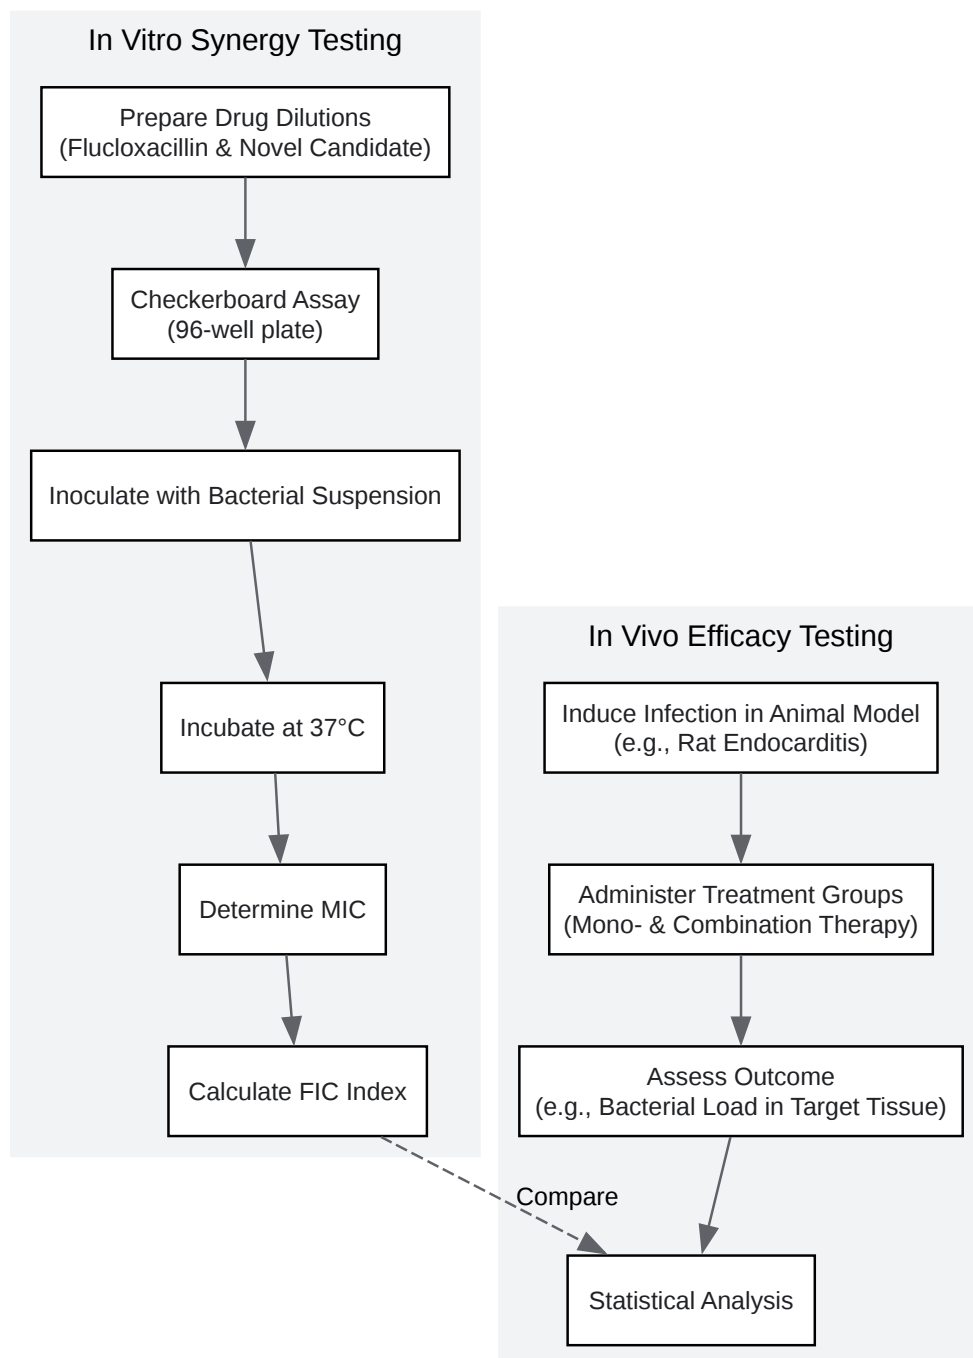 In Vitro Synergy Testing
Prepare Drug Dilutions
(Flucloxacillin & Novel Candidate)
Checkerboard Assay
(96-well plate)
Inoculate with Bacterial Suspension
Incubate at 37°C
Determine MIC
Calculate FIC Index
In Vivo Efficacy Testing
Induce Infection in Animal Model
(e.g., Rat Endocarditis)
Administer Treatment Groups
(Mono- & Combination Therapy)
Assess Outcome
(e.g., Bacterial Load in Target Tissue)
Compare
Statistical Analysis